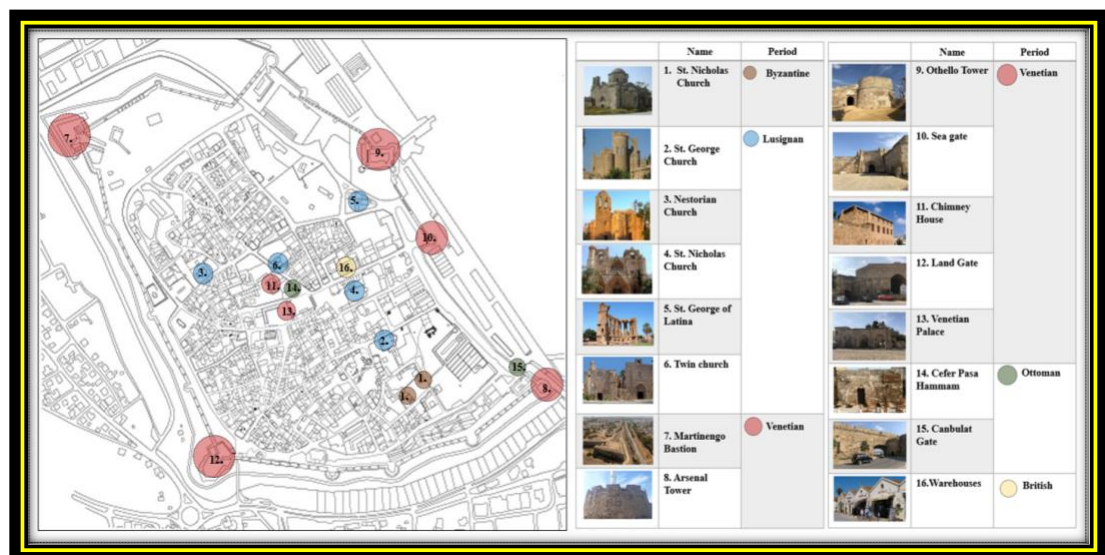 7.
9.
5.
10.
3.
6.
16.
11.
14.
4.
13.
2.
15.
1.
8.
1.
12.
Name Period
1. St. Nicholas
Church
Byzantine
2. St. George
Church
Lusignan
3. Nestorian
Church
4. St. Nicholas
Church
5. St. George of
Latina
6. Twin church
7. Martinengo
Bastion
Venetian
8. Arsenal
Tower
Name Period
9. Othello Tower
Venetian
10. Sea gate
11. Chimney
House
12. Land Gate
13. Venetian
Palace
14. Cefer Pasa
Hammam
Ottoman
15. Canbulat
Gate
16.Warehouses
British